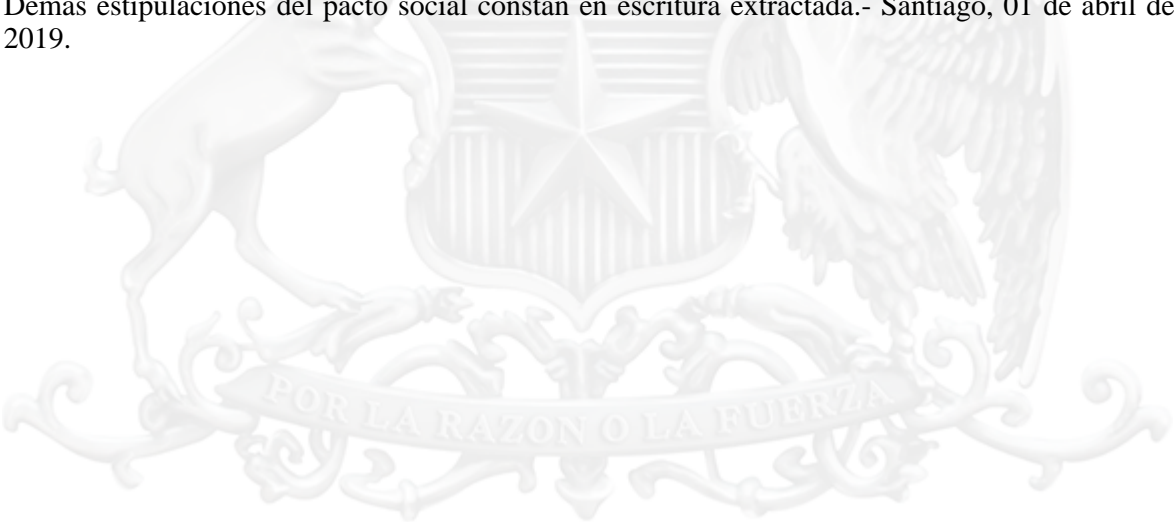 Demás estipulaciones del pacto social constan en escritura extractada.- Santiago, 01 de abril de
2019.
POR LA RAZON O LA FUERZA